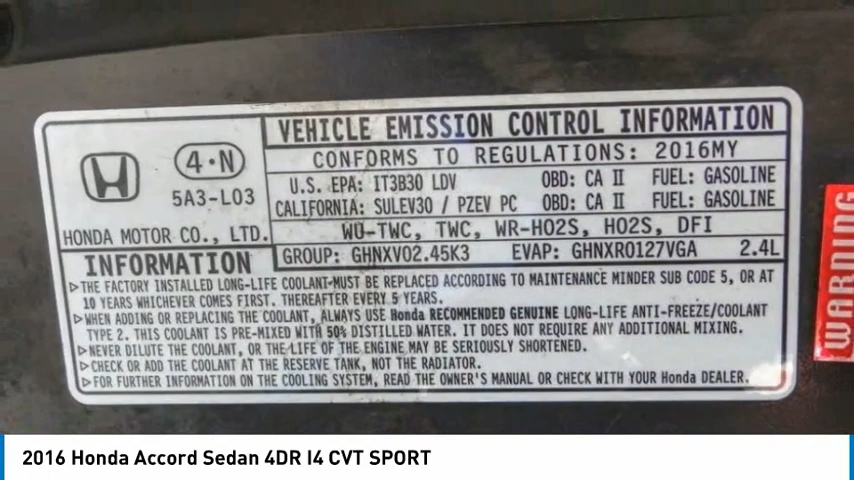 VEHICLE EMISSION CONTROL INFORMATION
4•N
5A3-L03
HONDA MOTOR CO., LTD.
CONFORMS TO REGULATIONS: 2016MY
U.S. EPA: 1T3B30 LDV OBD: CA II FUEL: GASOLINE
CALIFORNIA: SULEV30 / PZEV PC OBD: CA II FUEL: GASOLINE
WU-TWC, TWC, WR-HO2S, HO2S, DFI
GROUP: GHNXV02.45K3 EVAP: GHNXR0127VGA 2.4L
INFORMATION
▷THE FACTORY INSTALLED LONG-LIFE COOLANT MUST BE REPLACED ACCORDING TO MAINTENANCE MINDER SUB CODE 5, OR AT
10 YEARS WHICHEVER COMES FIRST. THEREAFTER EVERY 5 YEARS.
▷WHEN ADDING OR REPLACING THE COOLANT, ALWAYS USE Honda RECOMMENDED GENUINE LONG-LIFE ANTI-FREEZE/COOLANT
TYPE 2. THIS COOLANT IS PRE-MIXED WITH 50% DISTILLED WATER. IT DOES NOT REQUIRE ANY ADDITIONAL MIXING.
▷NEVER DILUTE THE COOLANT, OR THE LIFE OF THE ENGINE MAY BE SERIOUSLY SHORTENED.
▷CHECK OR ADD THE COOLANT AT THE RESERVE TANK, NOT THE RADIATOR.
▷FOR FURTHER INFORMATION ON THE COOLING SYSTEM, READ THE OWNER'S MANUAL OR CHECK WITH YOUR Honda DEALER.
WARNING
2016 Honda Accord Sedan 4DR I4 CVT SPORT